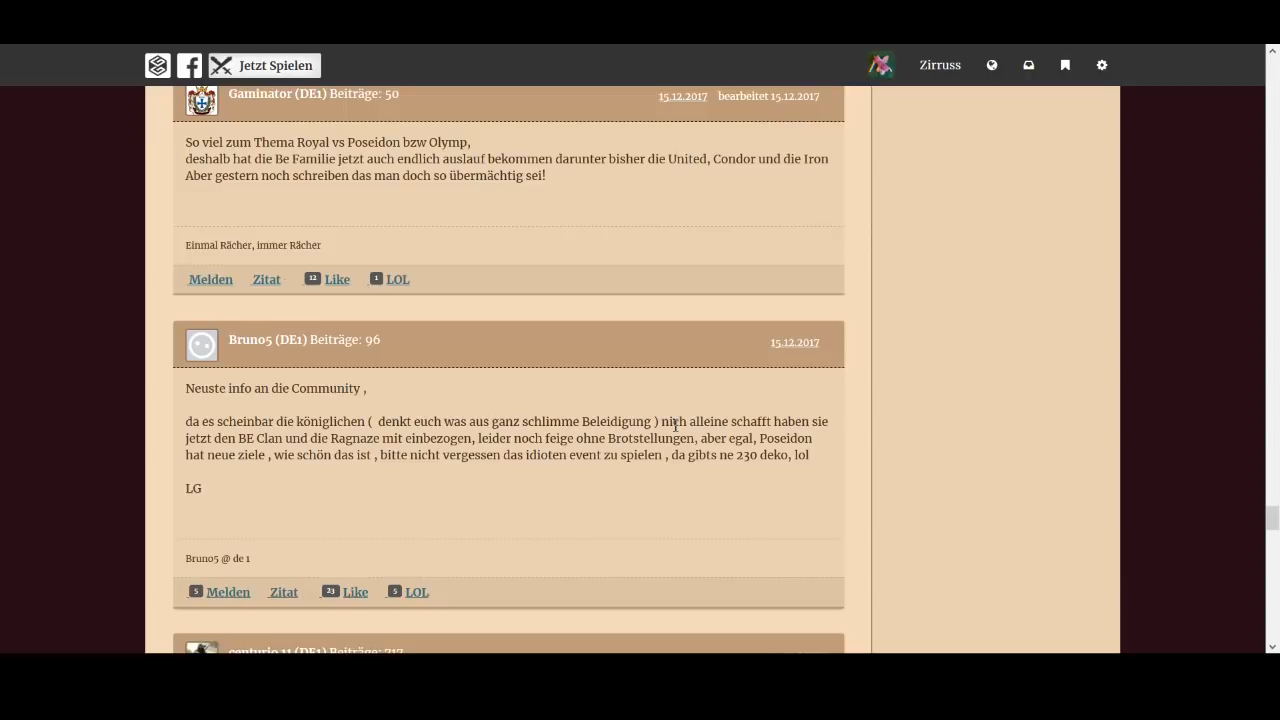 Jetzt Spielen
Zirruss
Gaminator (DE1) Beiträge: 50
15.12.2017 bearbeitet 15.12.2017
So viel zum Thema Royal vs Poseidon bzw Olymp,
deshalb hat die Be Familie jetzt auch endlich auslauf bekommen darunter bisher die United, Condor und die Iron
Aber gestern noch schreiben das man doch so übermächtig sei!
Einmal Rächer, immer Rächer
Melden Zitat 12 Like 1 LOL
Bruno5 (DE1) Beiträge: 96
15.12.2017
Neuste info an die Community ,
da es scheinbar die königlichen ( denkt euch was aus ganz schlimme Beleidigung ) nich alleine schafft haben sie
jetzt den BE Clan und die Ragnaze mit einbezogen, leider noch feige ohne Brotstellungen, aber egal, Poseidon
hat neue ziele , wie schön das ist , bitte nicht vergessen das idioten event zu spielen , da gibts ne 230 deko, lol
LG
Bruno5 @ de 1
5 Melden Zitat 23 Like 5 LOL
centurio 11 (DE1) Beiträge: 717